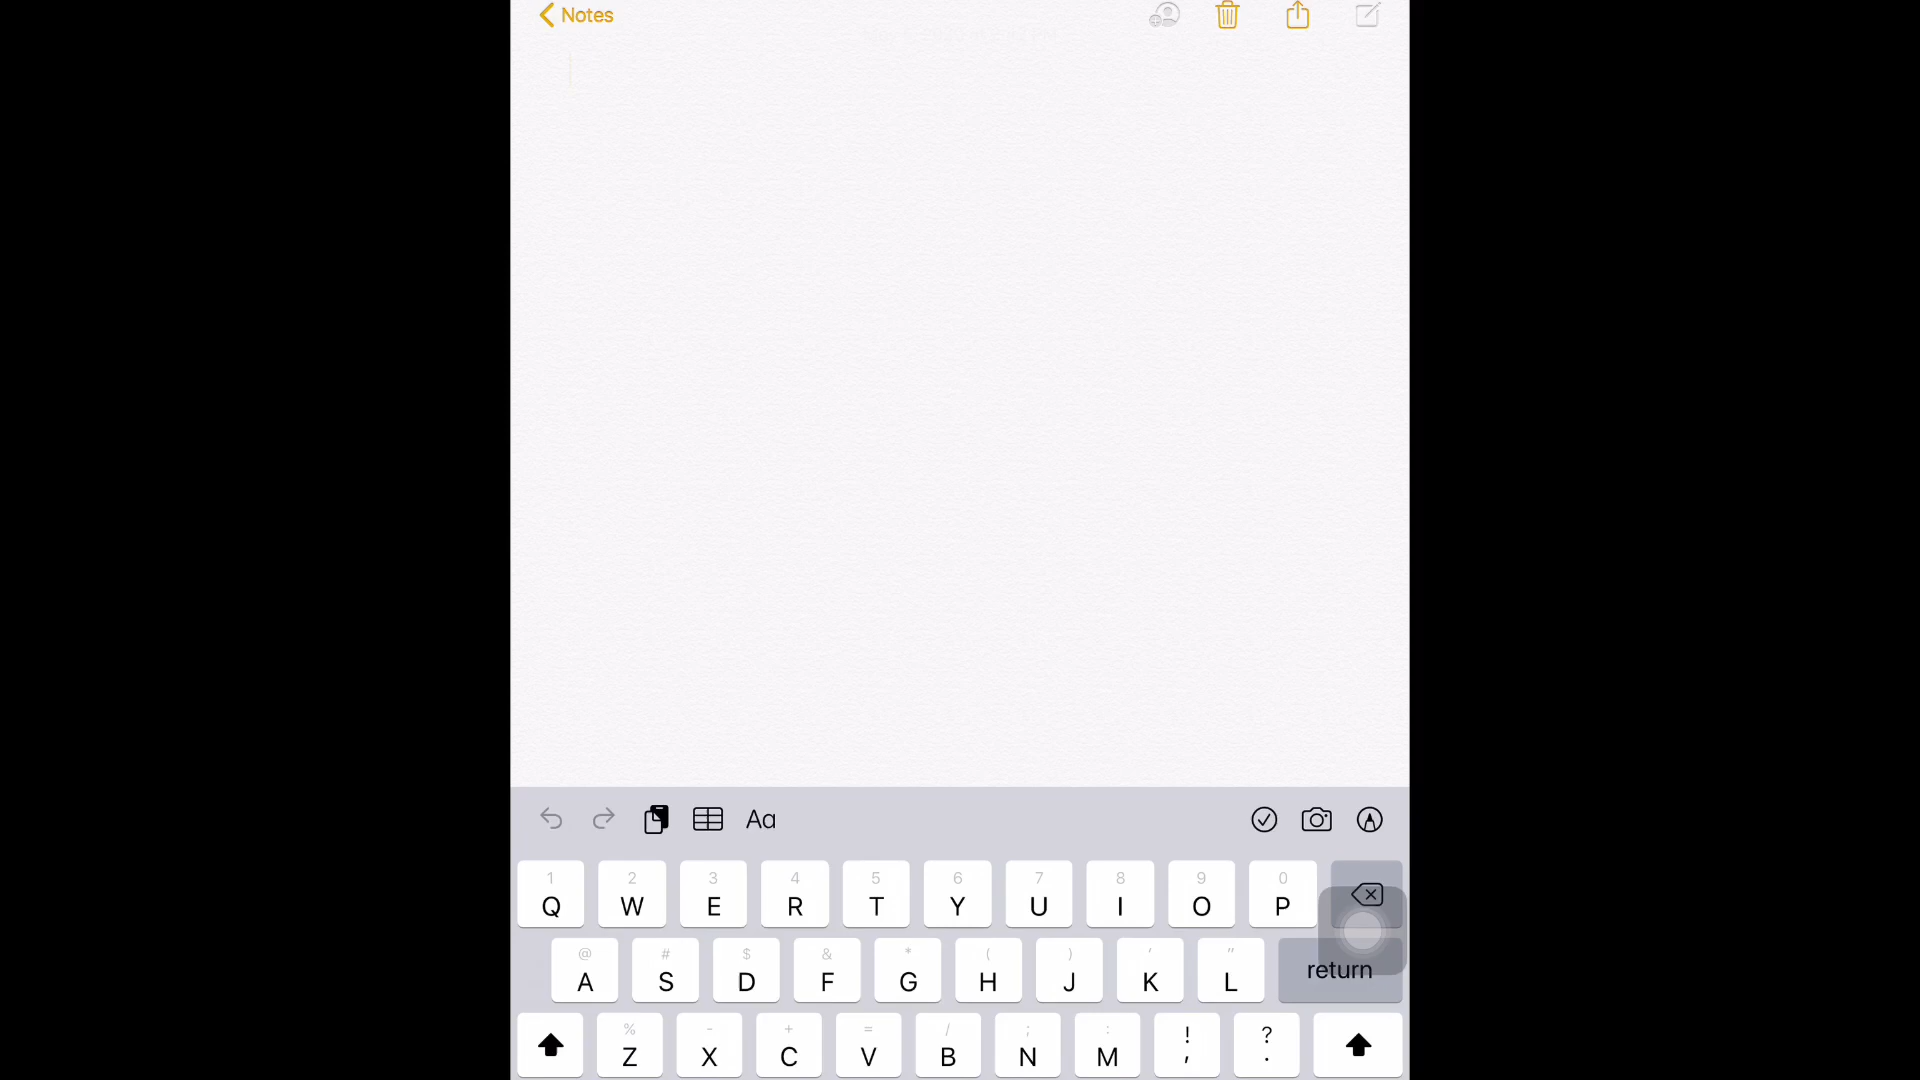 Notes
Aa
1 2 3 4 5 6 7 8 9 0
Q W E R T Y U I O P
@ # $ & * ( ) ' "
A S D F G H J K L return
% - + = / ; : ! ?
Z X C V B N M , .